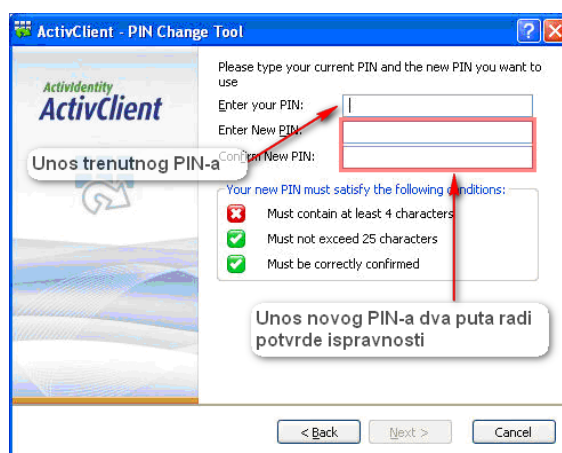 ActivClient - PIN Change Tool
Please type your current PIN and the new PIN you want to
use
ActivIdentity
ActivClient
Enter your PIN:
Enter New PIN:
Confirm New PIN:
Unos trenutnog PIN-a
Your new PIN must satisfy the following conditions:
Must contain at least 4 characters
Must not exceed 25 characters
Must be correctly confirmed
Unos novog PIN-a dva puta radi
potvrde ispravnosti
< Back
Next >
Cancel